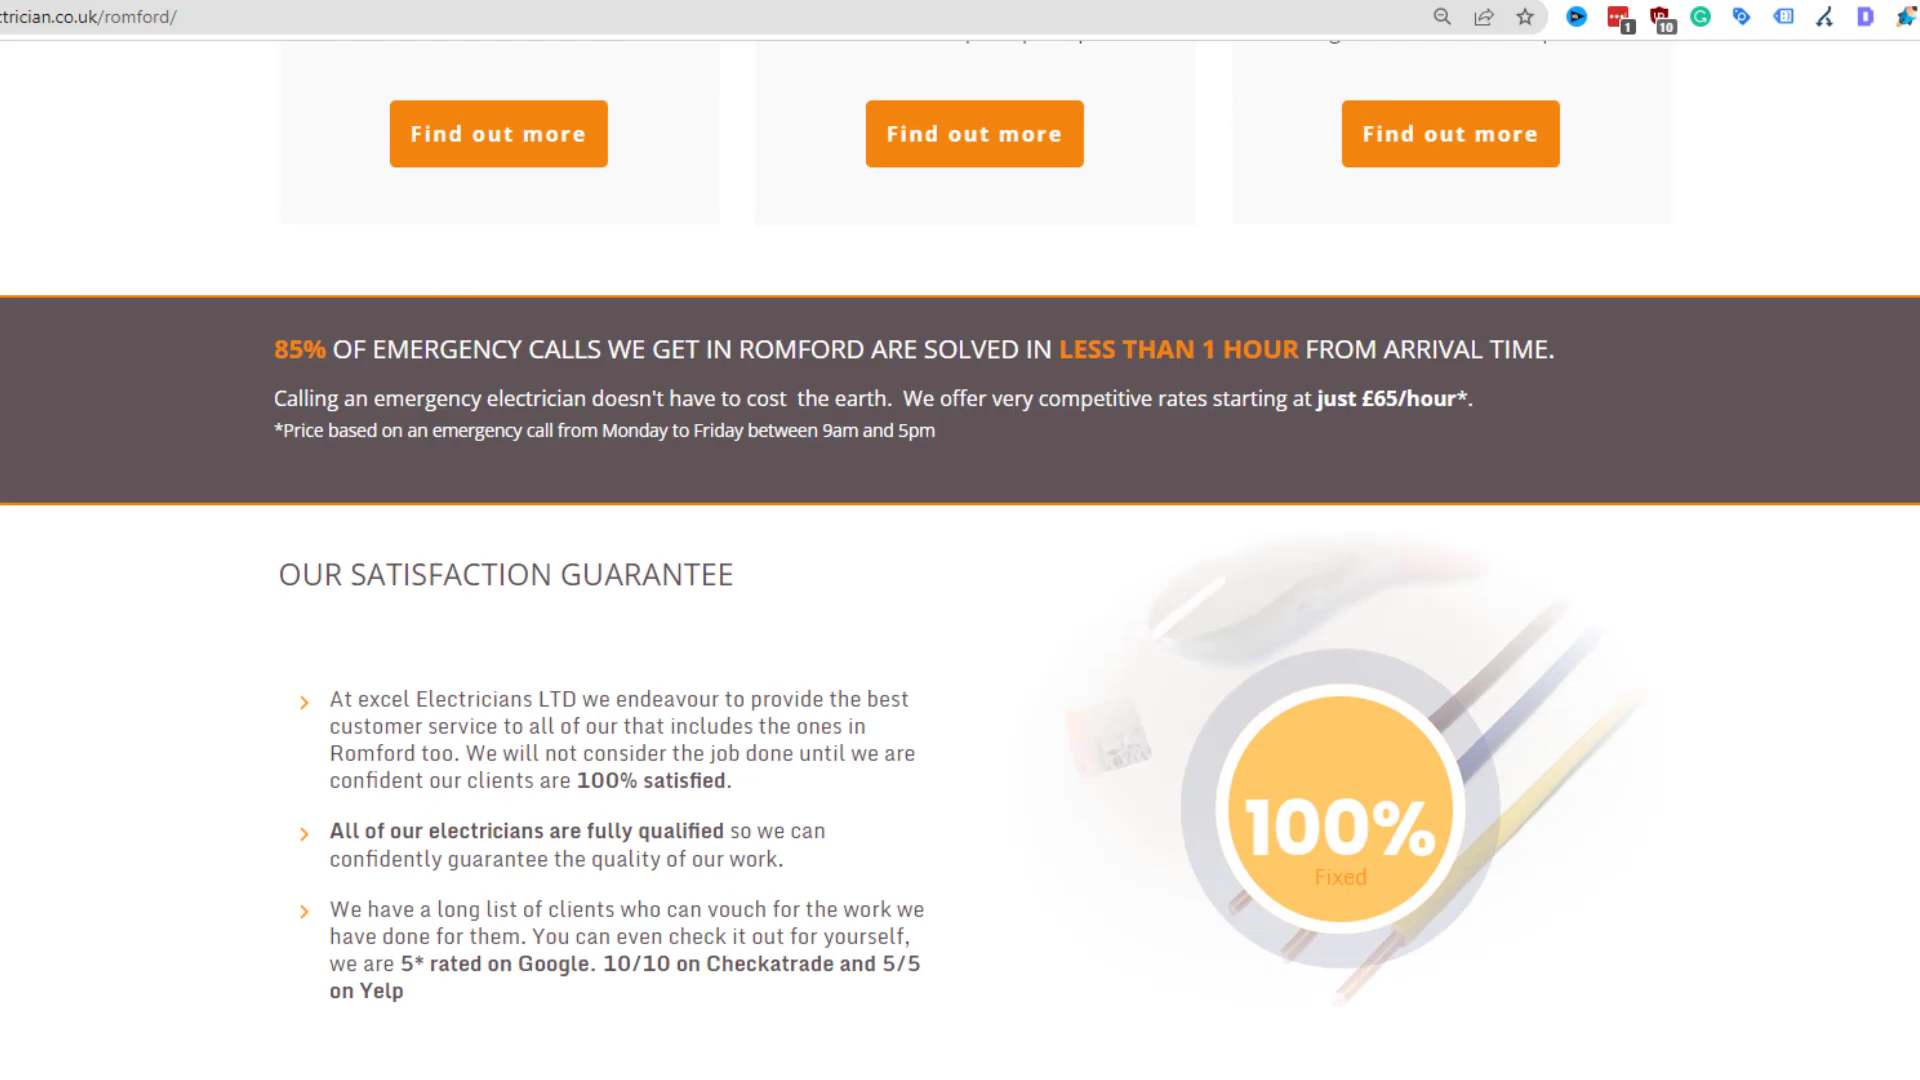 ctrician.co.uk/romford/
1
10
Find out more
Find out more
Find out more
85% OF EMERGENCY CALLS WE GET IN ROMFORD ARE SOLVED IN LESS THAN 1 HOUR FROM ARRIVAL TIME.
Calling an emergency electrician doesn't have to cost the earth. We offer very competitive rates starting at just £65/hour*.
*Price based on an emergency call from Monday to Friday between 9am and 5pm
OUR SATISFACTION GUARANTEE
At excel Electricians LTD we endeavour to provide the best
customer service to all of our that includes the ones in
Romford too. We will not consider the job done until we are
confident our clients are 100% satisfied.
All of our electricians are fully qualified so we can
confidently guarantee the quality of our work.
We have a long list of clients who can vouch for the work we
have done for them. You can even check it out for yourself,
we are 5* rated on Google. 10/10 on Checkatrade and 5/5
on Yelp
100%
Fixed